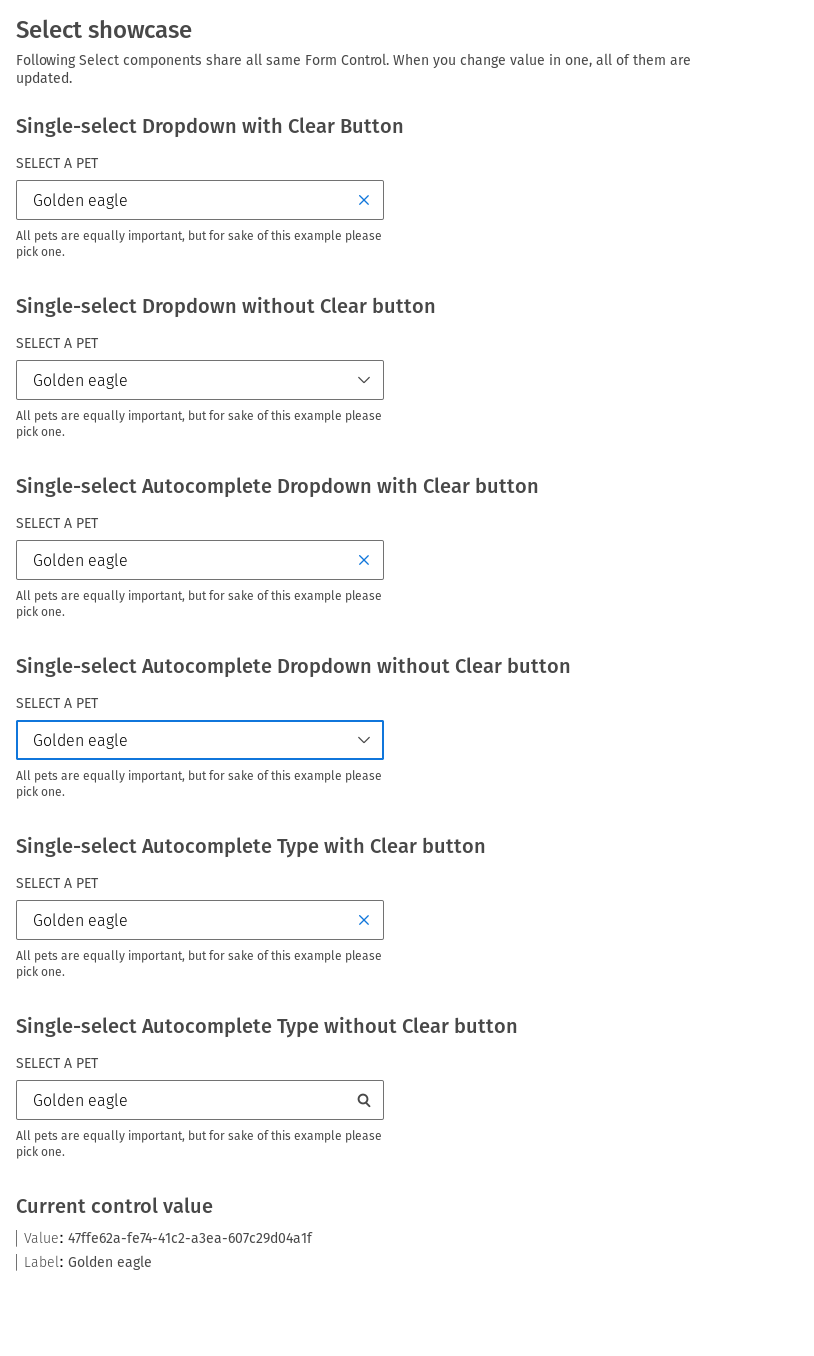 Select showcase
Following Select components share all same Form Control. When you change value in one, all of them are
updated.
Single-select Dropdown with Clear Button
SELECT A PET
Golden eagle
All pets are equally important, but for sake of this example please
pick one.
Single-select Dropdown without Clear button
SELECT A PET
Golden eagle
All pets are equally important, but for sake of this example please
pick one.
Single-select Autocomplete Dropdown with Clear button
SELECT A PET
Golden eagle
All pets are equally important, but for sake of this example please
pick one.
Single-select Autocomplete Dropdown without Clear button
SELECT A PET
Golden eagle
All pets are equally important, but for sake of this example please
pick one.
Single-select Autocomplete Type with Clear button
SELECT A PET
Golden eagle
All pets are equally important, but for sake of this example please
pick one.
Single-select Autocomplete Type without Clear button
SELECT A PET
Golden eagle
All pets are equally important, but for sake of this example please
pick one.
Current control value
Value: 47ffe62a-fe74-41c2-a3ea-607c29d04a1f
Label: Golden eagle